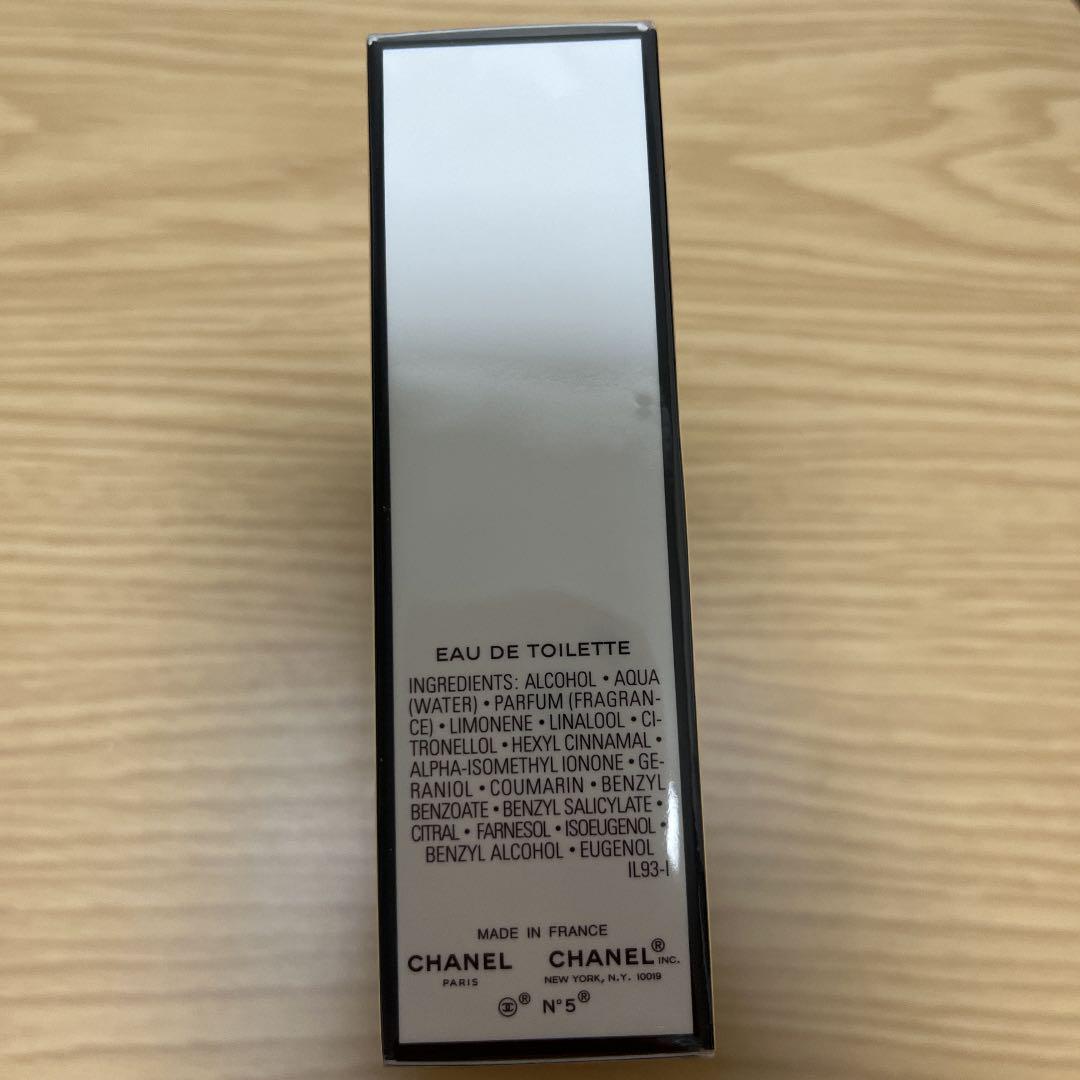 EAU DE TOILETTE
INGREDIENTS: ALCOHOL • AQUA
(WATER) • PARFUM (FRAGRAN-
CE) • LIMONENE • LINALOOL • CI-
TRONELLOL • HEXYL CINNAMAL •
ALPHA-ISOMETHYL IONONE • GE-
RANIOL • COUMARIN • BENZYL
BENZOATE • BENZYL SALICYLATE •
CITRAL • FARNESOL • ISOEUGENOL •
BENZYL ALCOHOL • EUGENOL
IL93-I
MADE IN FRANCE
CHANEL CHANEL® INC.
PARIS NEW YORK, N.Y. 10019
® N°5®